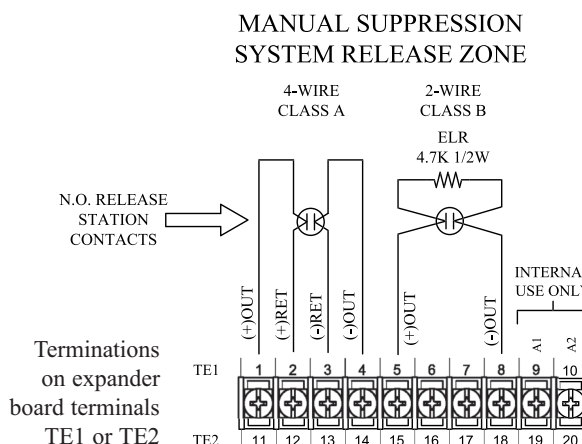 MANUAL SUPPRESSION
SYSTEM RELEASE ZONE
4-WIRE
CLASS A
2-WIRE
CLASS B
ELR
4.7K 1/2W
N.O. RELEASE
STATION
CONTACTS
(+)OUT
(+)RET
(-)RET
(-)OUT
(+)OUT
(-)OUT
INTERNA
USE ONLY
A1
A2
Terminations
on expander
board terminals
TE1 or TE2
TE1
1 2 3 4 5 6 7 8 9 10
TE2
11 12 13 14 15 16 17 18 19 20